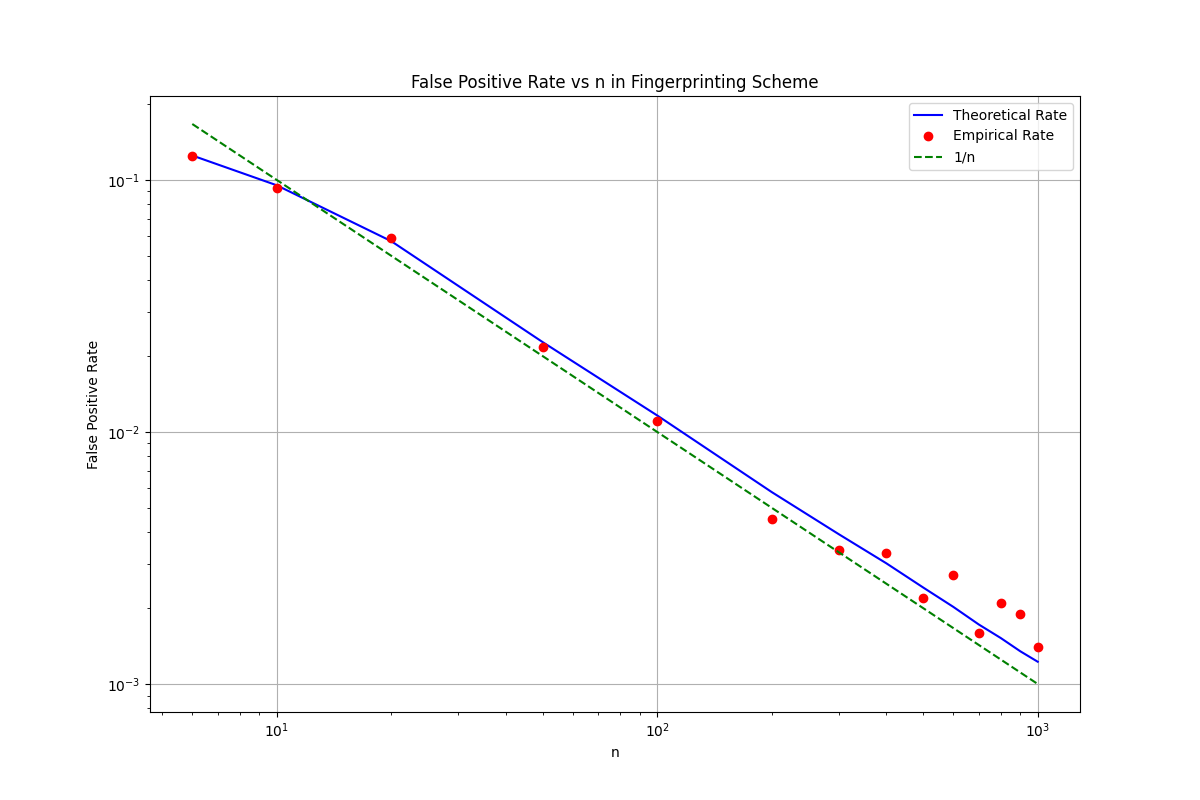 False Positive Rate vs n in Fingerprinting Scheme
Theoretical Rate
Empirical Rate
1/n
False Positive Rate
10⁻¹
10⁻²
10⁻³
10¹
10²
10³
n